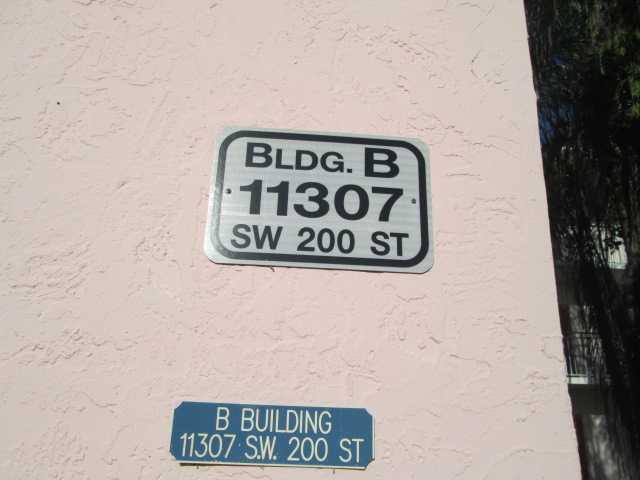 BLDG. B
11307
SW 200 ST
B BUILDING
11307 S.W. 200 ST